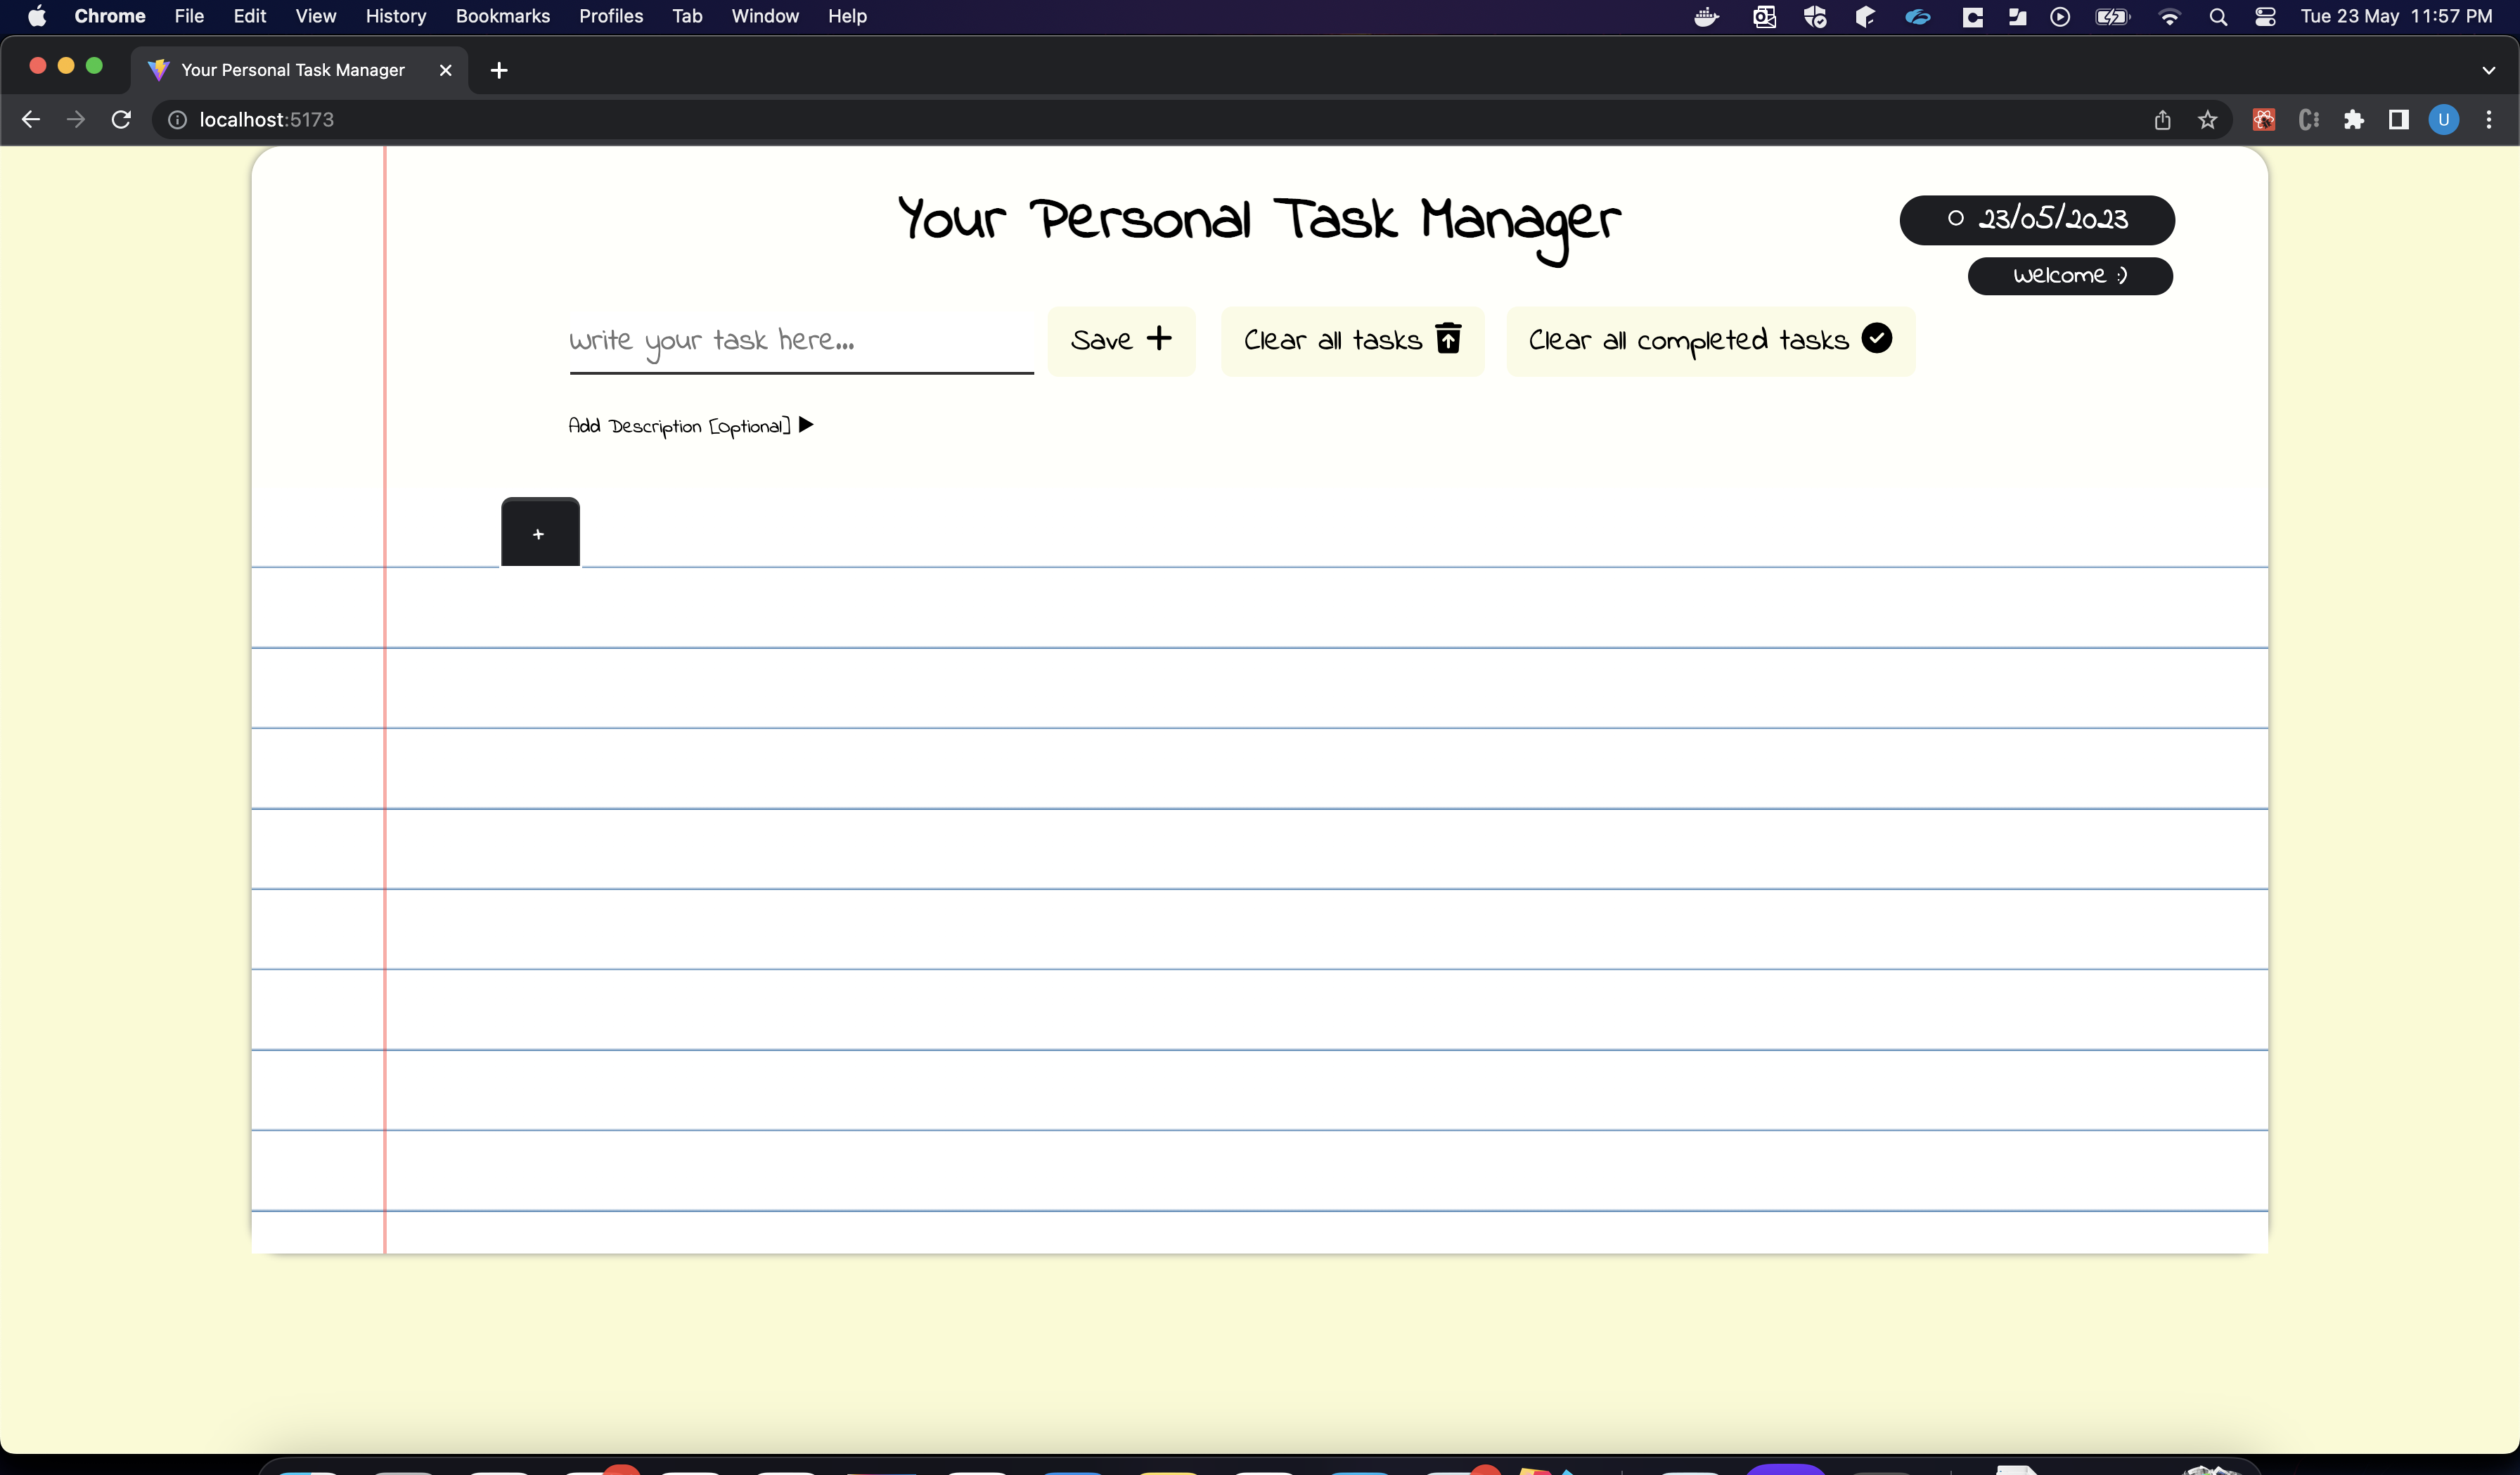 Chrome File Edit View History Bookmarks Profiles Tab Window Help Tue 23 May 11:57 PM
Your Personal Task Manager
localhost:5173 U
Your Personal Task Manager
23/05/2023
Welcome :)
Write your task here...
Save +
Clear all tasks
Clear all completed tasks
Add Description [Optional]
+